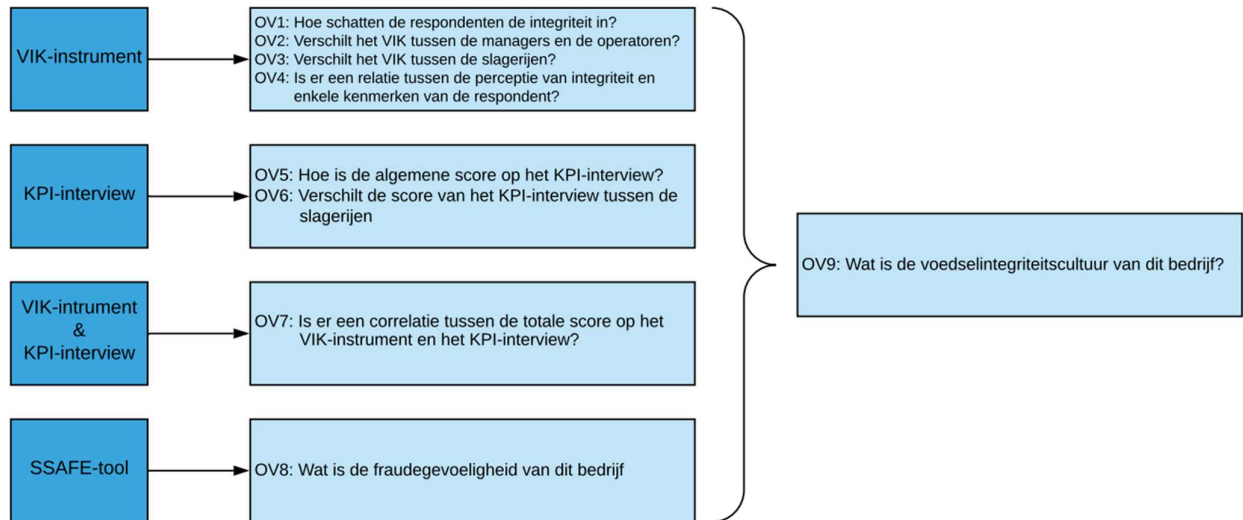 VIK-instrument
OV1: Hoe schatten de respondenten de integriteit in?
OV2: Verschilt het VIK tussen de managers en de operatoren?
OV3: Verschilt het VIK tussen de slagerijen?
OV4: Is er een relatie tussen de perceptie van integriteit en
enkele kenmerken van de respondent?
KPI-interview
OV5: Hoe is de algemene score op het KPI-interview?
OV6: Verschilt de score van het KPI-interview tussen de
slagerijen
VIK-intrument
&
KPI-interview
OV7: Is er een correlatie tussen de totale score op het
VIK-instrument en het KPI-interview?
SSAFE-tool
OV8: Wat is de fraudegevoeligheid van dit bedrijf
OV9: Wat is de voedselintegriteitscultuur van dit bedrijf?